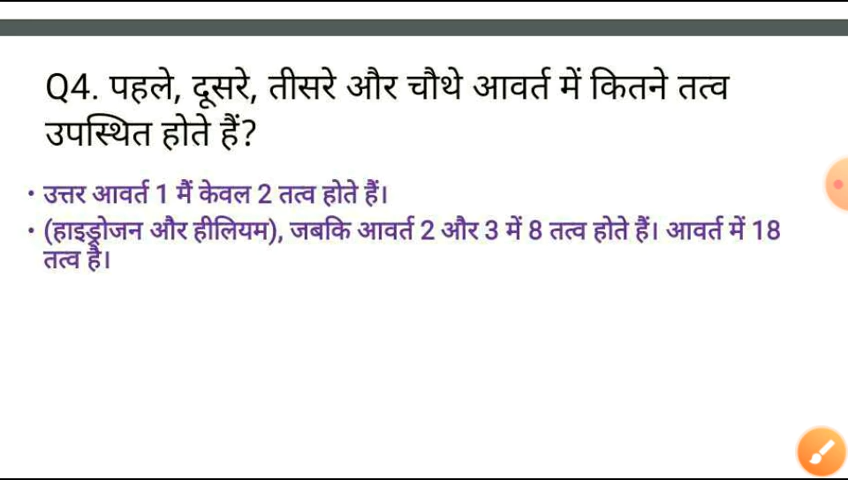 Q4. पहले, दूसरे, तीसरे और चौथे आवर्त में कितने तत्व
उपस्थित होते हैं?
• उत्तर आवर्त 1 मैं केवल 2 तत्व होते हैं।
• (हाइड्रोजन और हीलियम), जबकि आवर्त 2 और 3 में 8 तत्व होते हैं। आवर्त में 18
तत्व है।